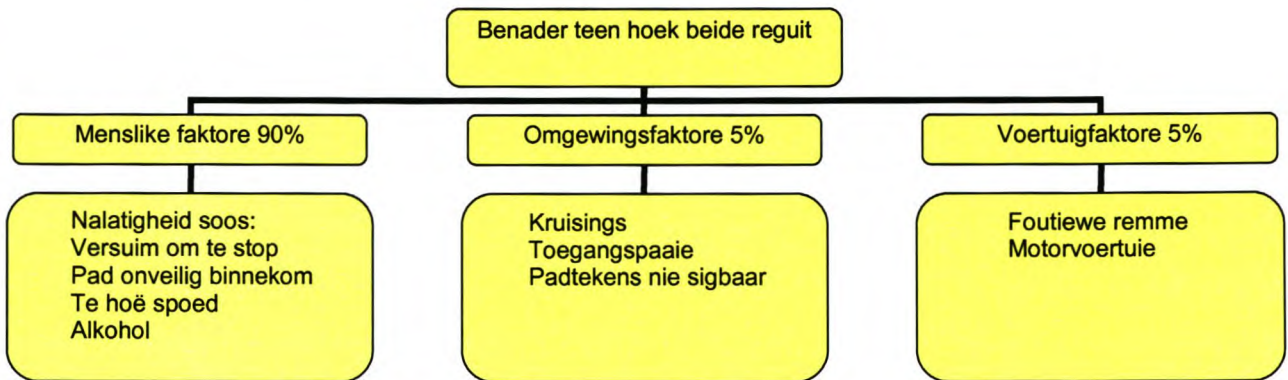 Benader teen hoek beide reguit
Menslike faktore 90%
Omgewingsfaktore 5%
Voertuigfaktore 5%
Nalatigheid soos:
Versuim om te stop
Pad onveilig binnekom
Te hoë spoed
Alkohol
Kruisings
Toegangspaaie
Padtekens nie sigbaar
Foutiewe remme
Motorvoertuie